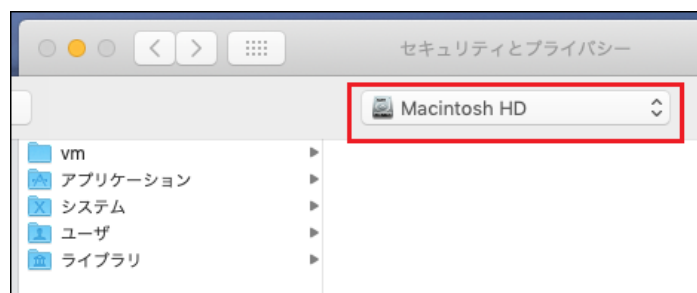 セキュリティとプライバシー
Macintosh HD
vm
アプリケーション
システム
ユーザ
ライブラリ